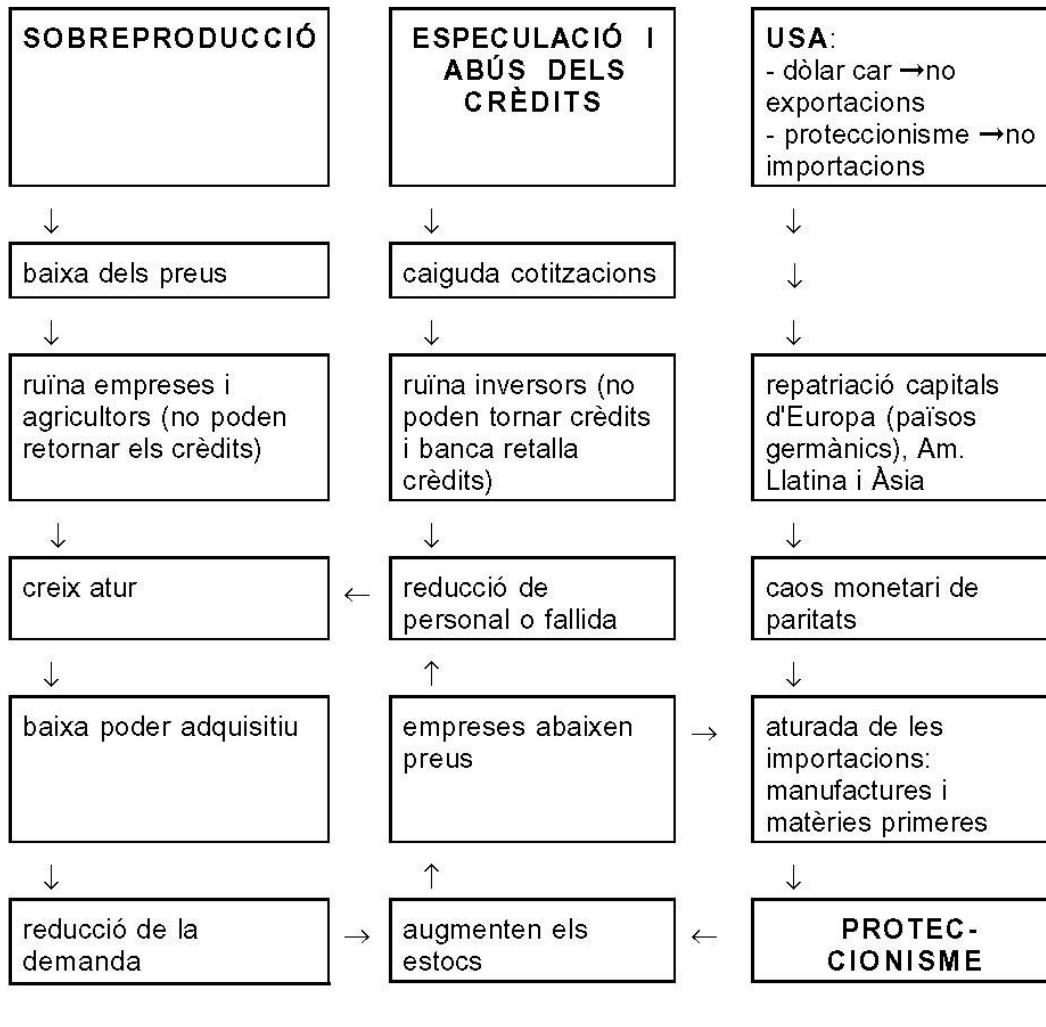 SOBREPRODUCCIÓ
ESPECULACIÓ I
ABÚS DELS
CRÈDITS
USA:
- dòlar car →no
exportacions
- proteccionisme →no
importacions
↓ ↓ ↓
baixa dels preus
caiguda cotitzacions
↓
↓ ↓ ↓
ruïna empreses i
agricultors (no poden
retornar els crèdits)
ruïna inversors (no
poden tornar crèdits
i banca retalla
crèdits)
repatriació capitals
d'Europa (països
germànics), Am.
Llatina i Àsia
↓ ↓ ↓
creix atur
←
reducció de
personal o fallida
caos monetari de
paritats
↓ ↑ ↓
baixa poder adquisitiu
empreses abaixen
preus
→
aturada de les
importacions:
manufactures i
matèries primeres
↓ ↑ ↓
reducció de la
demanda
→
augmenten els
estocs
←
PROTEC-
CIONISME